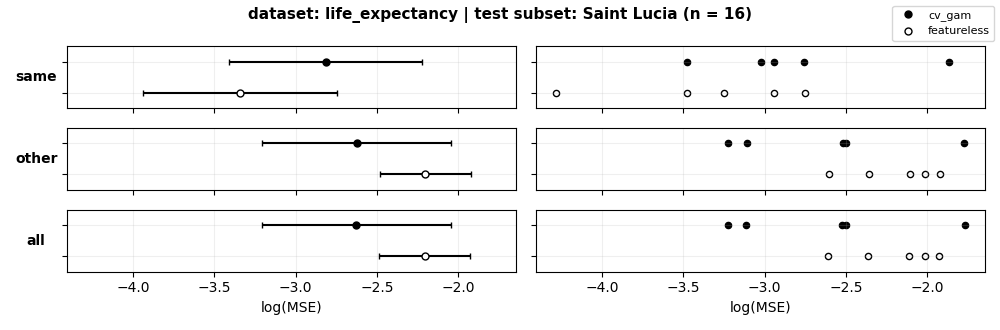 dataset: life_expectancy | test subset: Saint Lucia (n = 16)
cv_gam
featureless
same
other
all
−4.0 −3.5 −3.0 −2.5 −2.0
−4.0 −3.5 −3.0 −2.5 −2.0
log(MSE)
log(MSE)